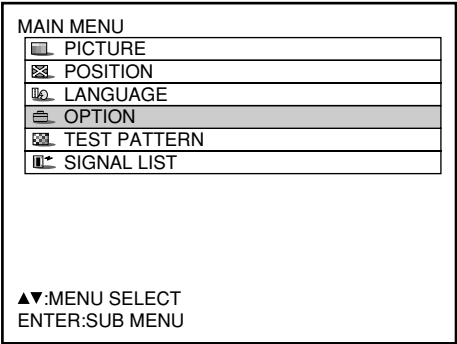 MAIN MENU
PICTURE
POSITION
LANGUAGE
OPTION
TEST PATTERN
SIGNAL LIST
▲▼:MENU SELECT
ENTER:SUB MENU